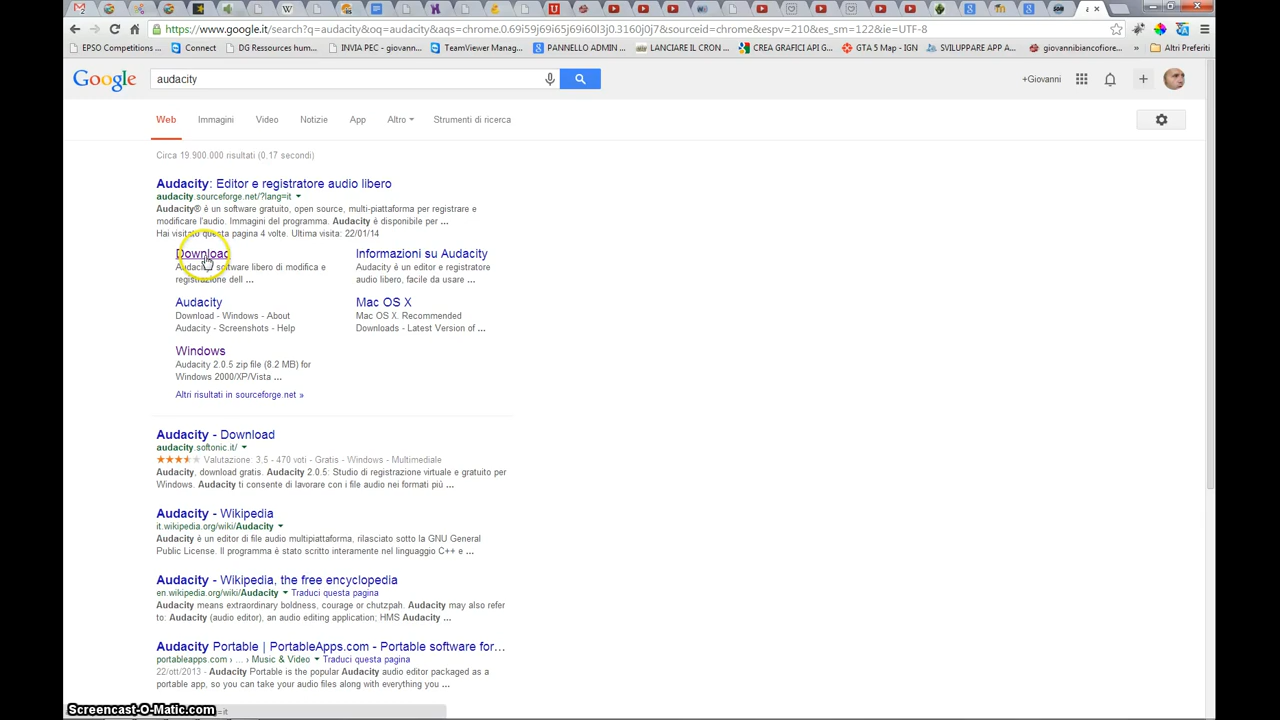 https://www.google.it/search?q=audacity&oq=audacity&aqs=chrome.0.69i59j69i65j69i60l3j0.3160j0j7&sourceid=chrome&espv=210&es_sm=122&ie=UTF-8
EPSO Competitions ... Connect DG Ressources hum... INVIA PEC - giovann... TeamViewer Manag... PANNELLO ADMIN ... LANCIARE IL CRON ... CREA GRAFICI API G... GTA 5 Map - IGN SVILUPPARE APP A... giovannibiancofiore... » Altri Preferiti
Google audacity +Giovanni
Web Immagini Video Notizie App Altro Strumenti di ricerca
Circa 19.900.000 risultati (0.17 secondi)
Audacity: Editor e registratore audio libero
audacity.sourceforge.net/?lang=it
Audacity® è un software gratuito, open source, multi-piattaforma per registrare e
modificare l'audio. Immagini del programma. Audacity è disponibile per ...
Hai visitato questa pagina 4 volte. Ultima visita: 22/01/14
Download Informazioni su Audacity
Audacity: software libero di modifica e Audacity è un editor e registratore
registrazione dell ... audio libero, facile da usare ...
Audacity Mac OS X
Download - Windows - About Mac OS X. Recommended
Audacity - Screenshots - Help Downloads - Latest Version of ...
Windows
Audacity 2.0.5 zip file (8.2 MB) for
Windows 2000/XP/Vista ...
Altri risultati in sourceforge.net »
Audacity - Download
audacity.softonic.it/
Valutazione: 3,5 - 470 voti - Gratis - Windows - Multimediale
Audacity, download gratis. Audacity 2.0.5: Studio di registrazione virtuale e gratuito per
Windows. Audacity ti consente di lavorare con i file audio nei formati più ...
Audacity - Wikipedia
it.wikipedia.org/wiki/Audacity
Audacity è un editor di file audio multipiattaforma, rilasciato sotto la GNU General
Public License. Il programma è stato scritto interamente nel linguaggio C++ e ...
Audacity - Wikipedia, the free encyclopedia
en.wikipedia.org/wiki/Audacity Traduci questa pagina
Audacity means extraordinary boldness, courage or chutzpah. Audacity may also refer
to: Audacity (audio editor), an audio editing application; HMS Audacity ...
Audacity Portable | PortableApps.com - Portable software for...
portableapps.com › ... › Music & Video Traduci questa pagina
22/ott/2013 - Audacity Portable is the popular Audacity audio editor packaged as a
portable app, so you can take your audio files along with everything you ...
Screencast-O-Matic.com =it